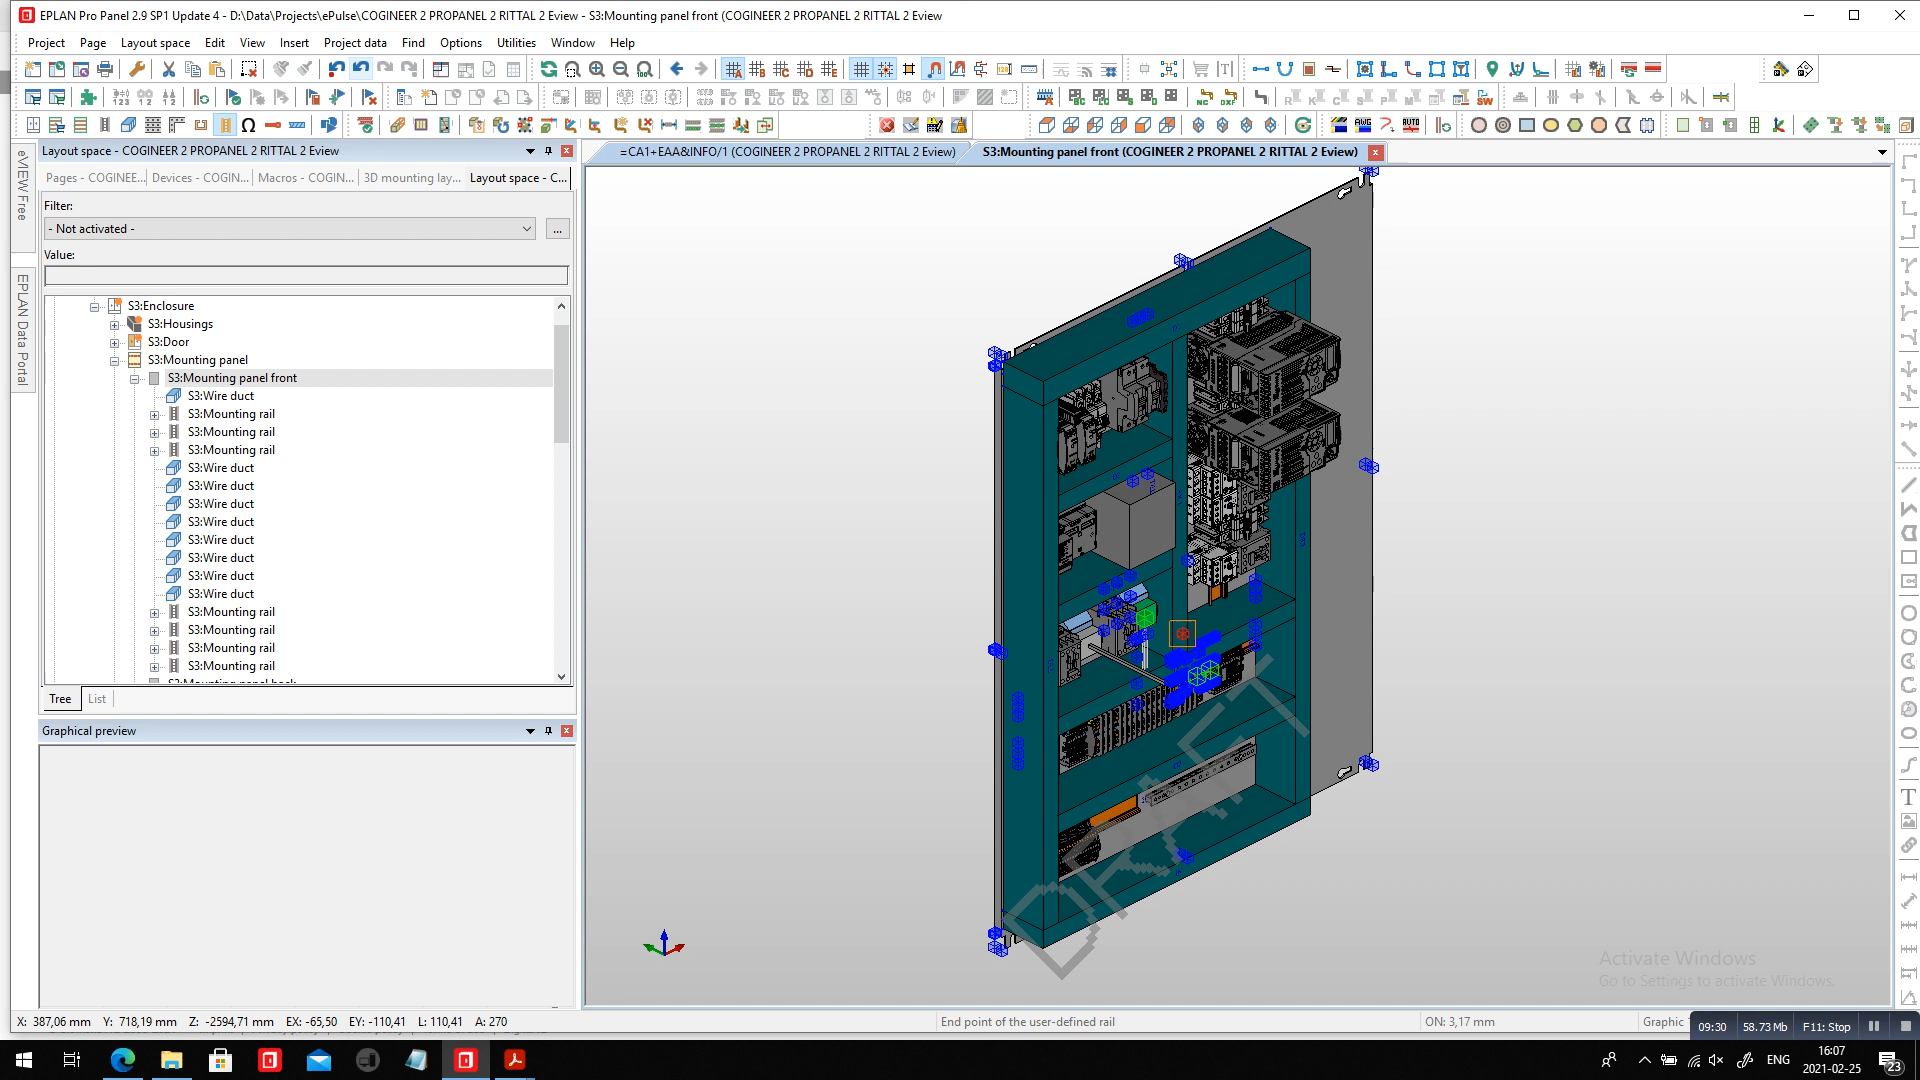 EPLAN Pro Panel 2.9 SP1 Update 4 - D:\Data\Projects\ePulse\COGINEER 2 PROPANEL 2 RITTAL 2 Eview - S3:Mounting panel front (COGINEER 2 PROPANEL 2 RITTAL 2 Eview
Project Page Layout space Edit View Insert Project data Find Options Utilities Window Help
Layout space - COGINEER 2 PROPANEL 2 RITTAL 2 Eview
=CA1+EAA&INFO/1 (COGINEER 2 PROPANEL 2 RITTAL 2 Eview)
S3:Mounting panel front (COGINEER 2 PROPANEL 2 RITTAL 2 Eview)
eVIEW Free
EPLAN Data Portal
Pages - COGINEE... Devices - COGIN... Macros - COGIN... 3D mounting lay... Layout space - C...
Filter:
- Not activated -
...
Value:
S3:Enclosure
S3:Housings
S3:Door
S3:Mounting panel
S3:Mounting panel front
S3:Wire duct
S3:Mounting rail
S3:Mounting rail
S3:Mounting rail
S3:Wire duct
S3:Wire duct
S3:Wire duct
S3:Wire duct
S3:Wire duct
S3:Wire duct
S3:Wire duct
S3:Wire duct
S3:Mounting rail
S3:Mounting rail
S3:Mounting rail
S3:Mounting rail
Tree List
Graphical preview
DRAFT
Activate Windows
Go to Settings to activate Windows.
X: 387,06 mm Y: 718,19 mm Z: -2594,71 mm EX: -65,50 EY: -110,41 L: 110,41 A: 270
End point of the user-defined rail
ON: 3,17 mm
Graphic
09:30 58.73 Mb F11: Stop
ENG
16:07
2021-02-25
23